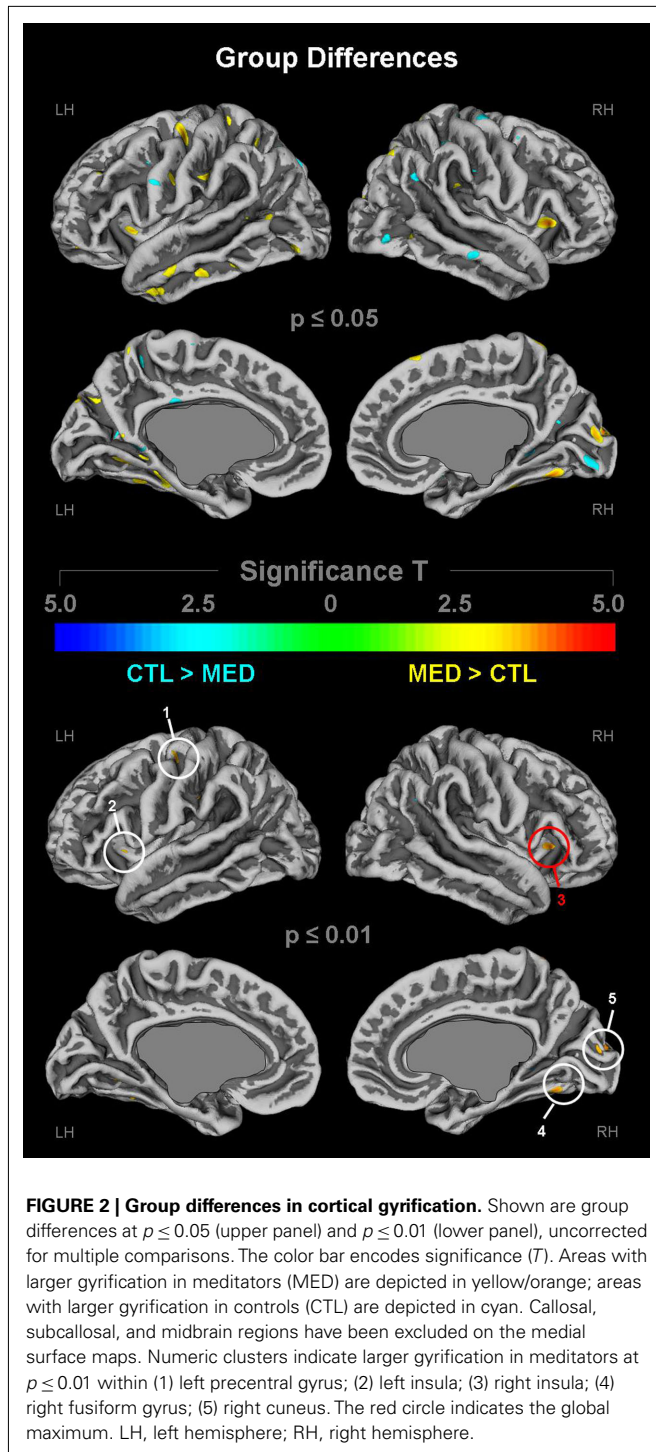 Group Differences
LH RH
p ≤ 0.05
LH RH
Significance T
5.0 2.5 0 2.5 5.0
CTL > MED MED > CTL
1
LH RH
2
3
p ≤ 0.01
5
LH 4 RH
FIGURE 2 | Group differences in cortical gyrification. Shown are group
differences at p ≤ 0.05 (upper panel) and p ≤ 0.01 (lower panel), uncorrected
for multiple comparisons. The color bar encodes significance (T). Areas with
larger gyrification in meditators (MED) are depicted in yellow/orange; areas
with larger gyrification in controls (CTL) are depicted in cyan. Callosal,
subcallosal, and midbrain regions have been excluded on the medial
surface maps. Numeric clusters indicate larger gyrification in meditators at
p ≤ 0.01 within (1) left precentral gyrus; (2) left insula; (3) right insula; (4)
right fusiform gyrus; (5) right cuneus. The red circle indicates the global
maximum. LH, left hemisphere; RH, right hemisphere.